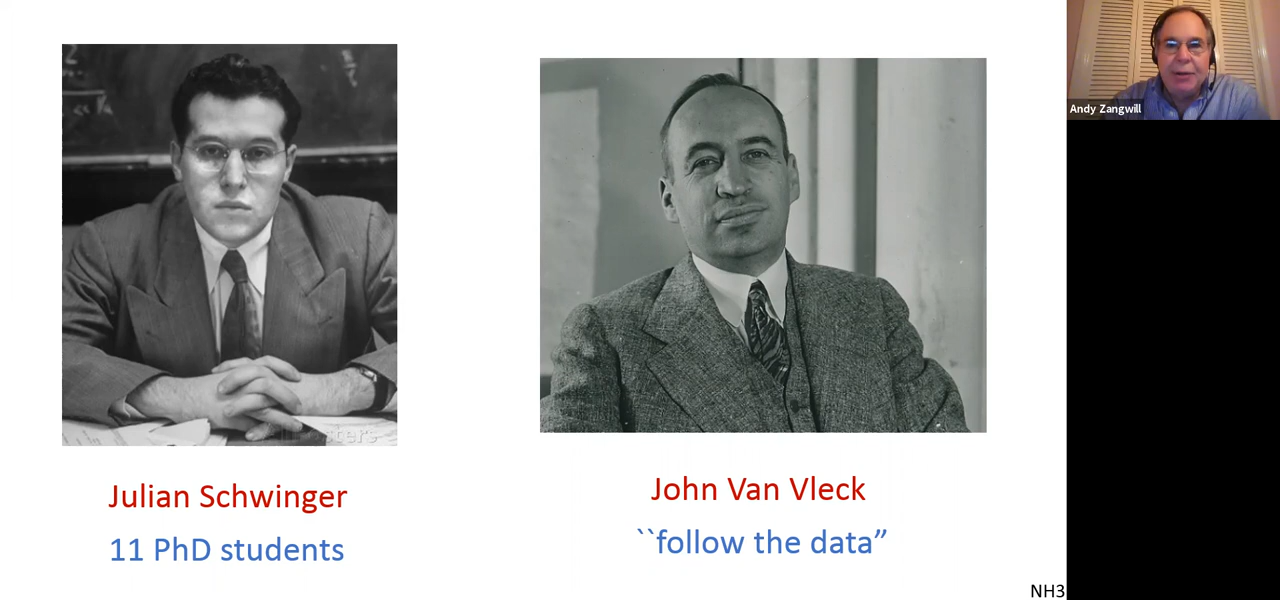 Andy Zangwill
Julian Schwinger
11 PhD students
John Van Vleck
``follow the data”
NH3